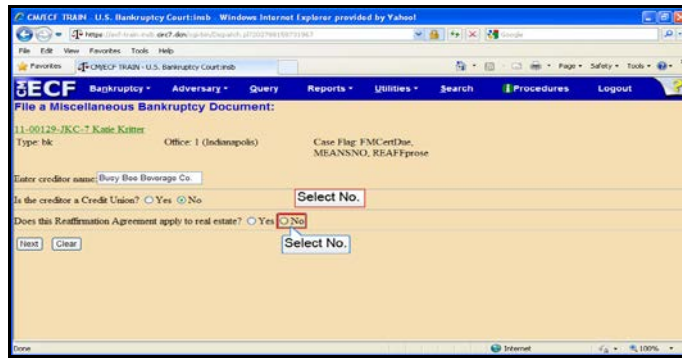 CM/ECF TRAIN - U.S. Bankruptcy Court:insb - Windows Internet Explorer provided by Yahoo!
Google
File Edit View Favorites Tools Help
Favorites CM/ECF TRAIN - U.S. Bankruptcy Court:insb Page Safety Tools
ECF Bankruptcy Adversary Query Reports Utilities Search Procedures Logout
File a Miscellaneous Bankruptcy Document:
11-00129-JKC-7 Katie Kritter
Type: bk Office: 1 (Indianapolis) Case Flag: FMCertDue,
MEANSNO, REAFFprose
Enter creditor name: Busy Bee Beverage Co.
Is the creditor a Credit Union? Yes No Select No.
Does this Reaffirmation Agreement apply to real estate? Yes No
Next Clear Select No.
Done Internet 100%